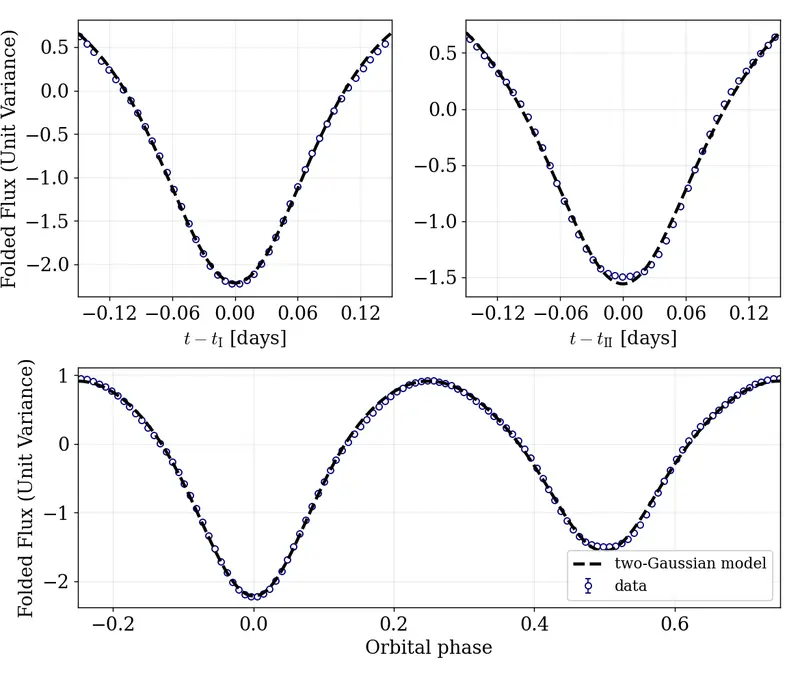 Folded Flux (Unit Variance)
0.5
0.0
−0.5
−1.0
−1.5
−2.0
−0.12 −0.06 0.00 0.06 0.12
t − t_I [days]
0.5
0.0
−0.5
−1.0
−1.5
−0.12 −0.06 0.00 0.06 0.12
t − t_II [days]
Folded Flux (Unit Variance)
1
0
−1
−2
−0.2 0.0 0.2 0.4 0.6
Orbital phase
two-Gaussian model
data